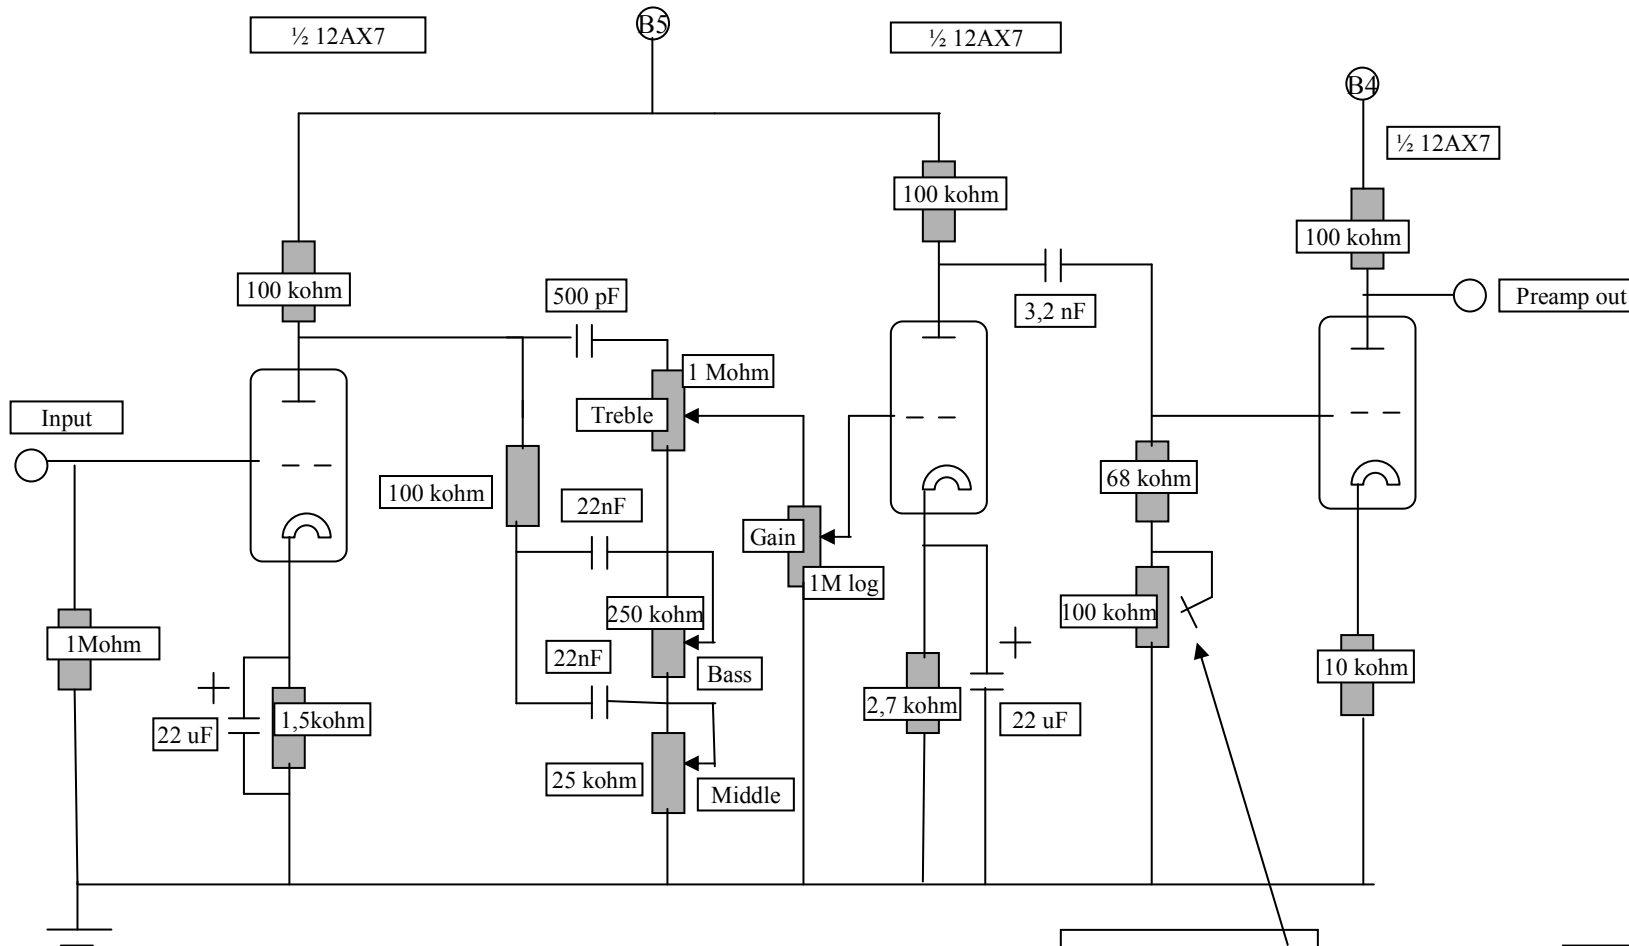 ½ 12AX7
B5
½ 12AX7
B4
½ 12AX7
100 kohm
100 kohm
100 kohm
500 pF
3,2 nF
Preamp out
1 Mohm
Input
Treble
68 kohm
100 kohm
22nF
Gain
1M log
100 kohm
250 kohm
1Mohm
22nF
Bass
10 kohm
1,5kohm
2,7 kohm
22 uF
22 uF
25 kohm
Middle